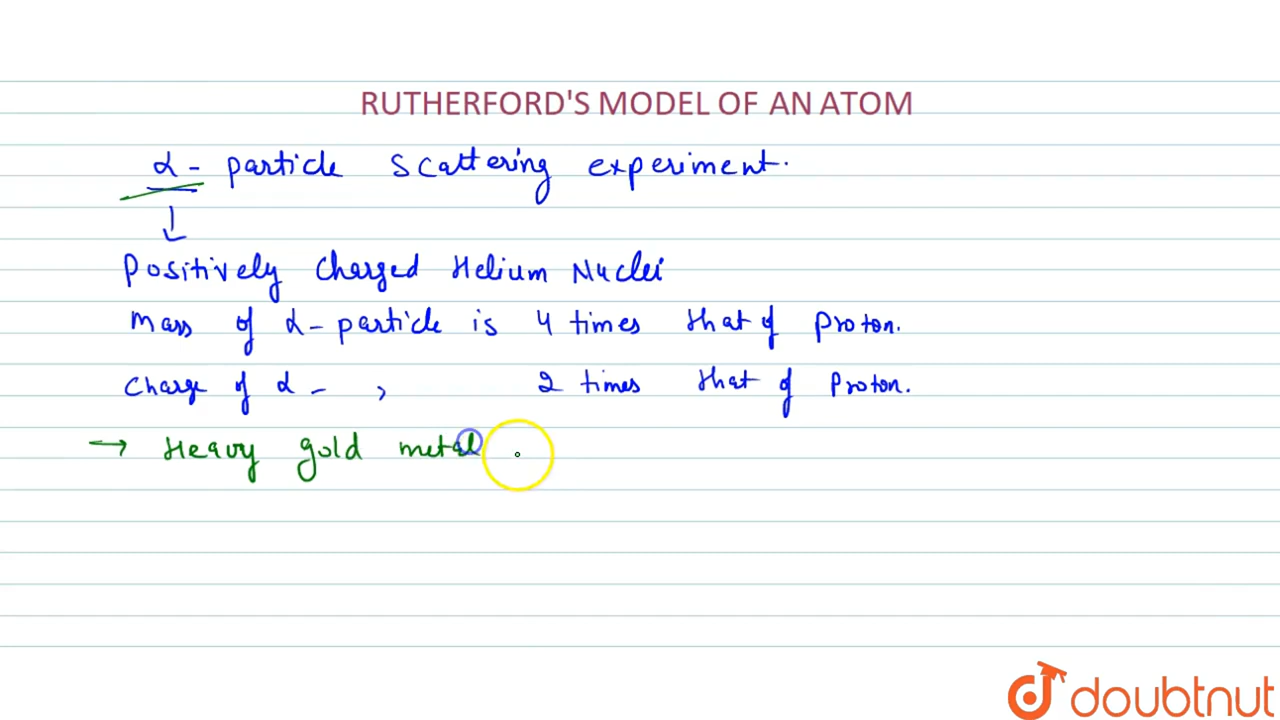 RUTHERFORD'S MODEL OF AN ATOM
α - particle scattering experiment.
Positively charged Helium Nuclei
Mass of α - particle is 4 times that of proton.
Charge of α - , 2 times that of Proton.
→ Heavy gold metal
doubtnut